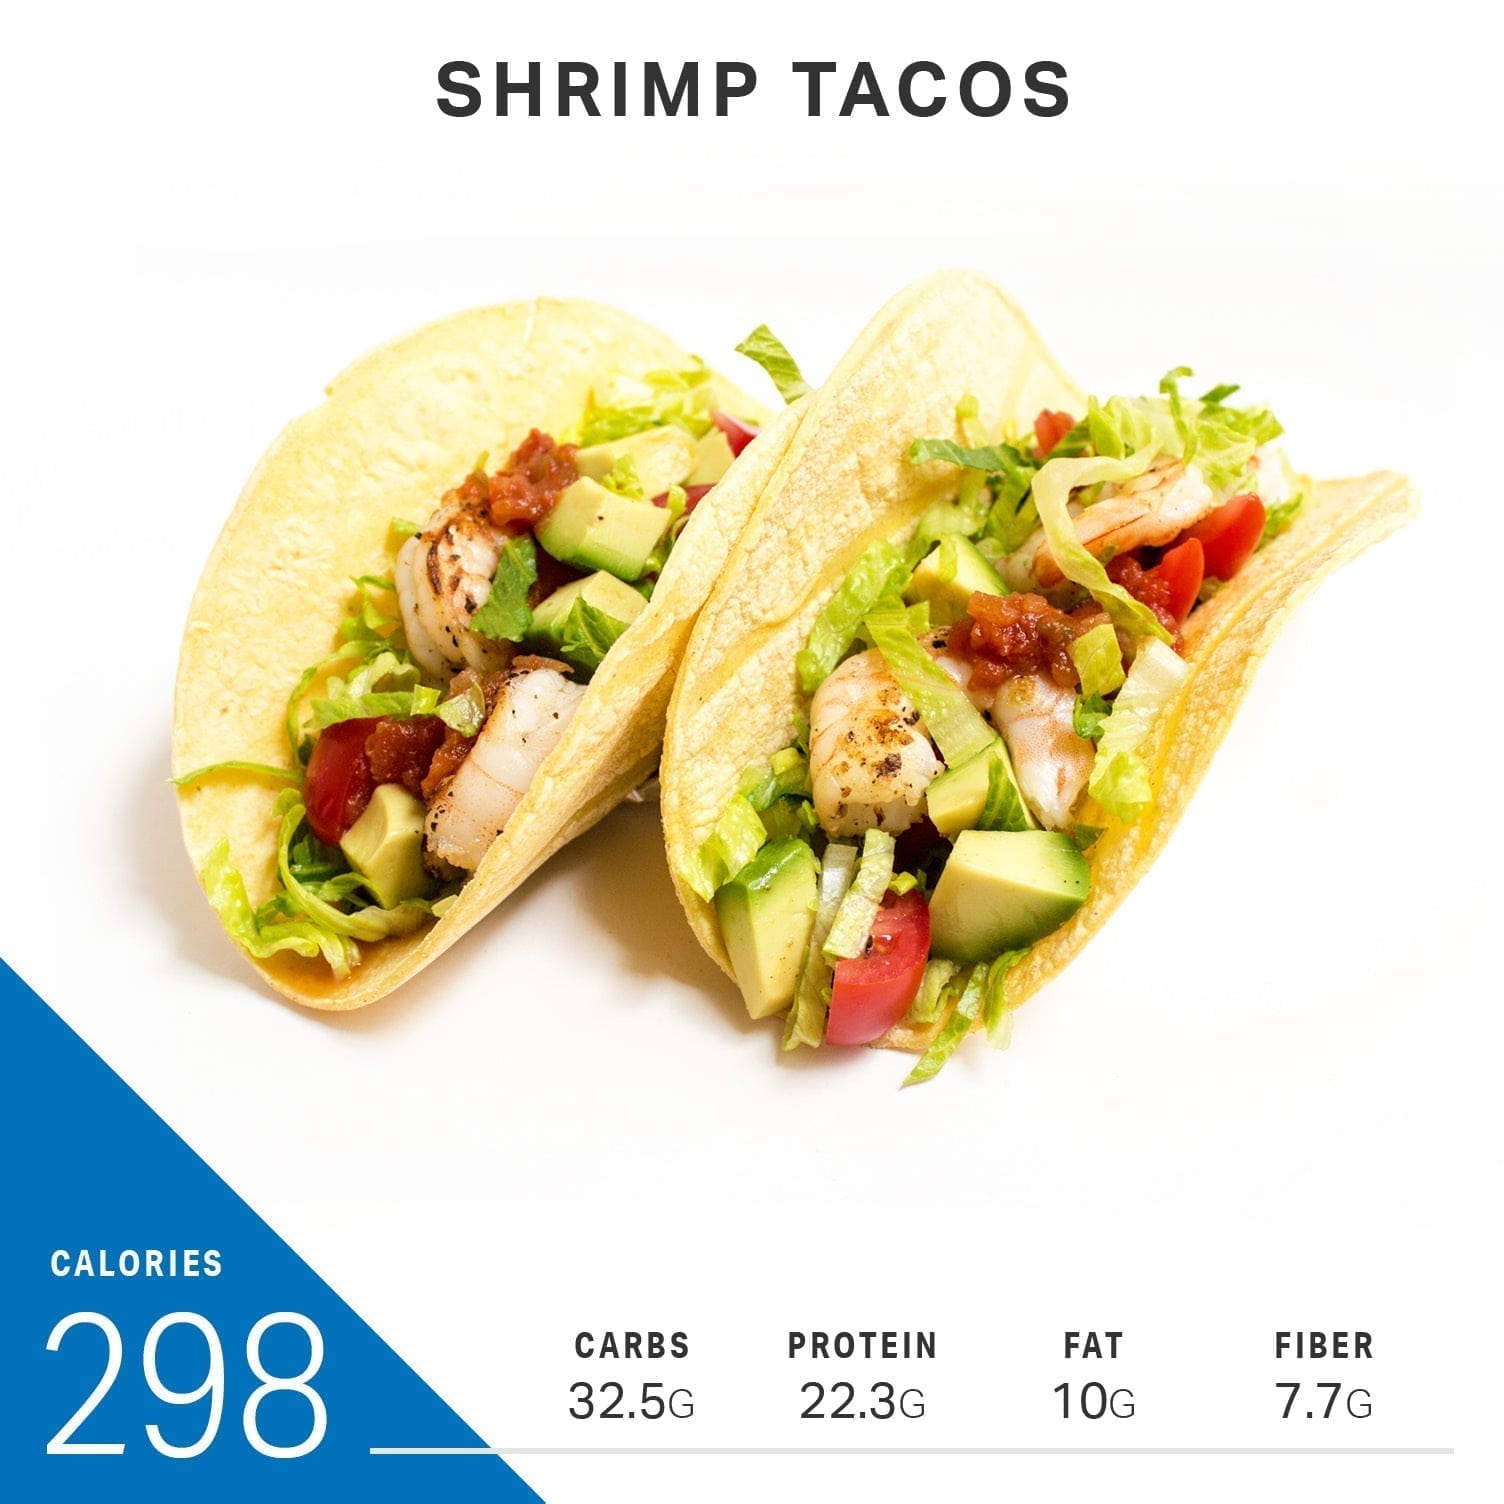 SHRIMP TACOS
CALORIES
298
CARBS PROTEIN FAT FIBER
32.5G 22.3G 10G 7.7G